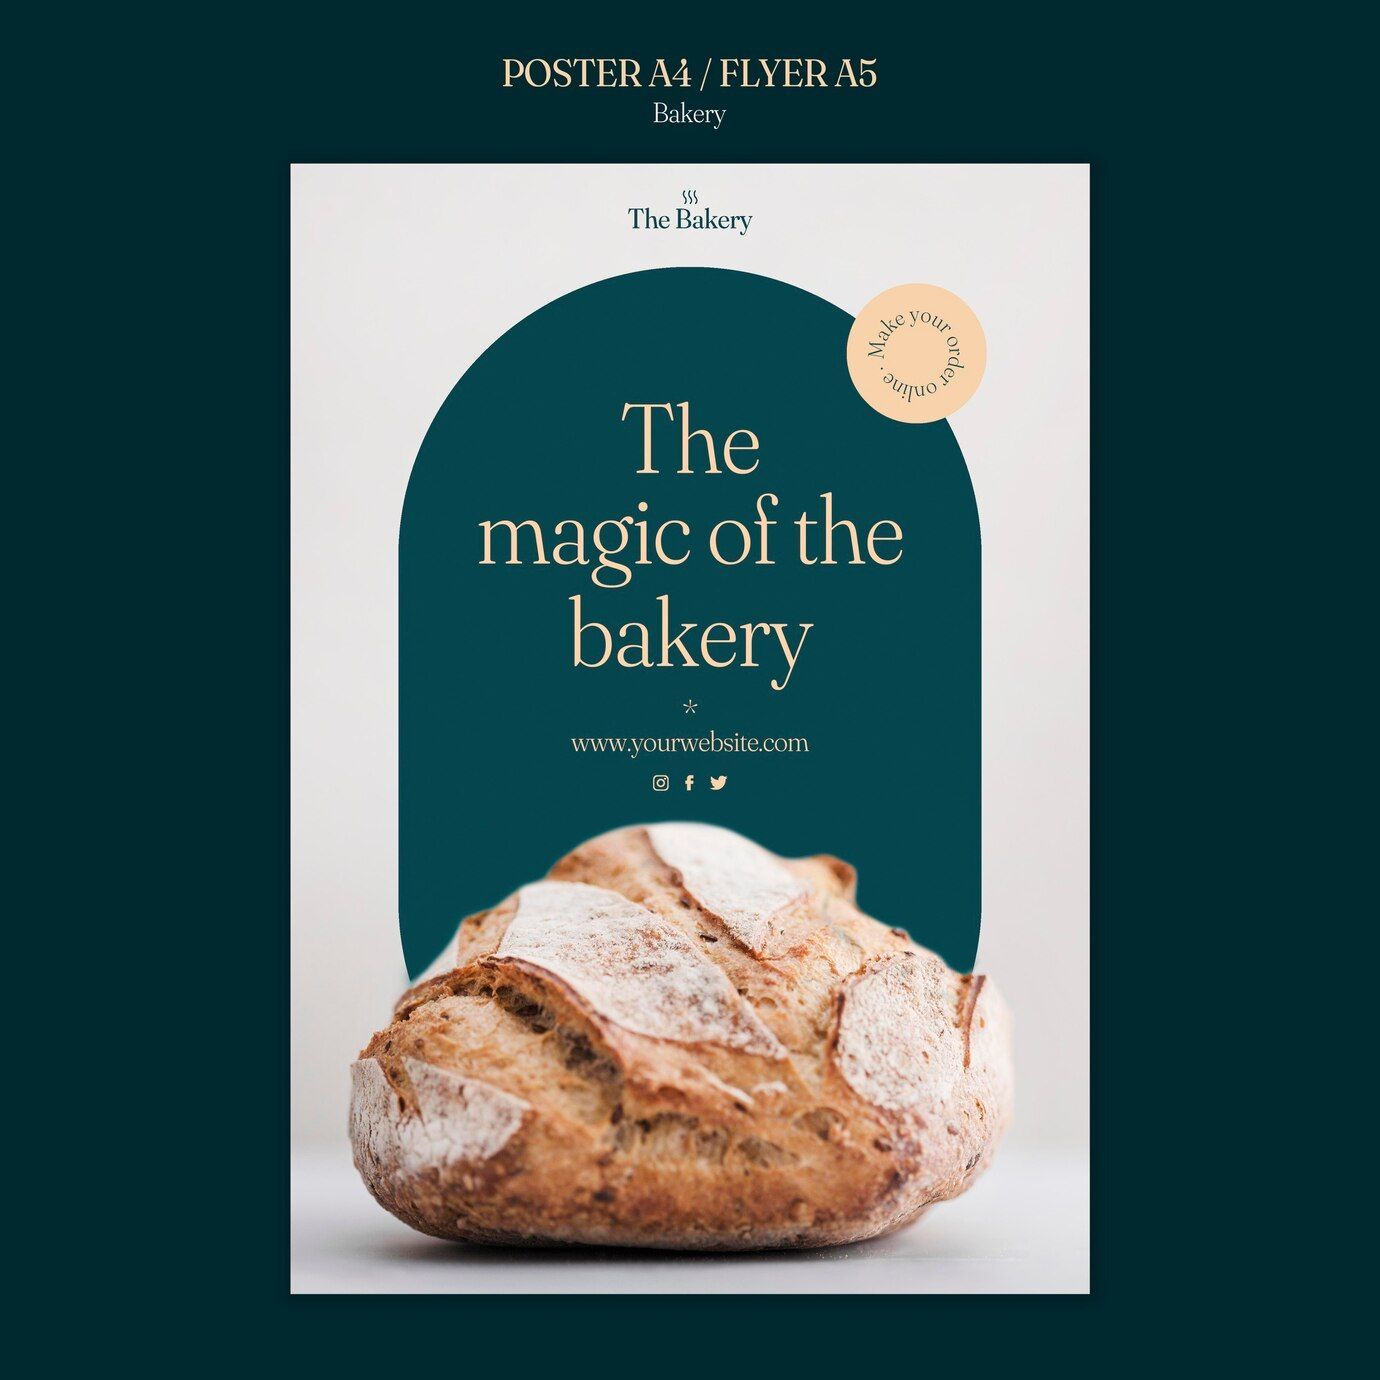 POSTER A4 / FLYER A5
Bakery
The Bakery
Make your order online ·
The
magic of the
bakery
*
www.yourwebsite.com